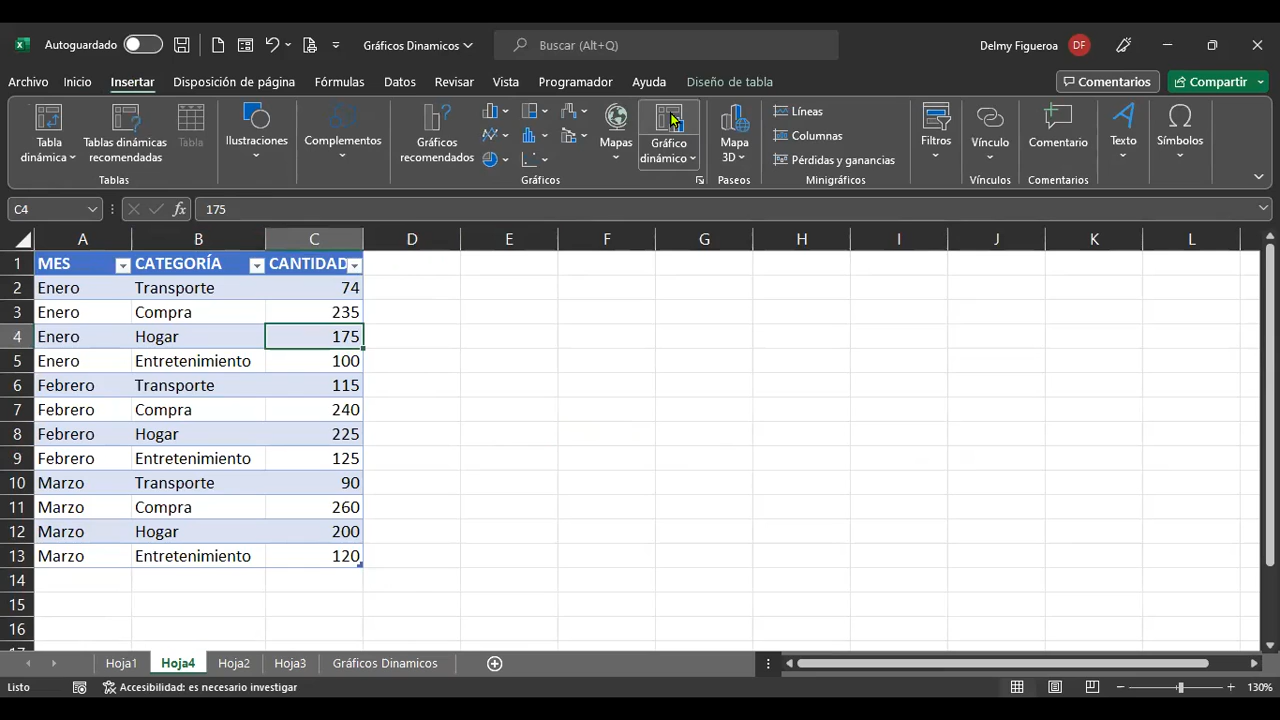 Autoguardado
Gráficos Dinamicos
Buscar (Alt+Q)
Delmy Figueroa
DF
Archivo Inicio Insertar Disposición de página Fórmulas Datos Revisar Vista Programador Ayuda Diseño de tabla
Comentarios
Compartir
Tabla dinámica
Tablas dinámicas recomendadas
Tabla
Tablas
Ilustraciones
Complementos
Gráficos recomendados
Mapas
Gráfico dinámico
Gráficos
Mapa 3D
Paseos
Líneas
Columnas
Pérdidas y ganancias
Minigráficos
Filtros
Vínculo
Vínculos
Comentario
Comentarios
Texto
Símbolos
C4
fx
175
A B C D E F G H I J K L
1 MES CATEGORÍA CANTIDAD
2 Enero Transporte 74
3 Enero Compra 235
4 Enero Hogar 175
5 Enero Entretenimiento 100
6 Febrero Transporte 115
7 Febrero Compra 240
8 Febrero Hogar 225
9 Febrero Entretenimiento 125
10 Marzo Transporte 90
11 Marzo Compra 260
12 Marzo Hogar 200
13 Marzo Entretenimiento 120
14
15
16
17
Hoja1 Hoja4 Hoja2 Hoja3 Gráficos Dinamicos
Listo
Accesibilidad: es necesario investigar
130%